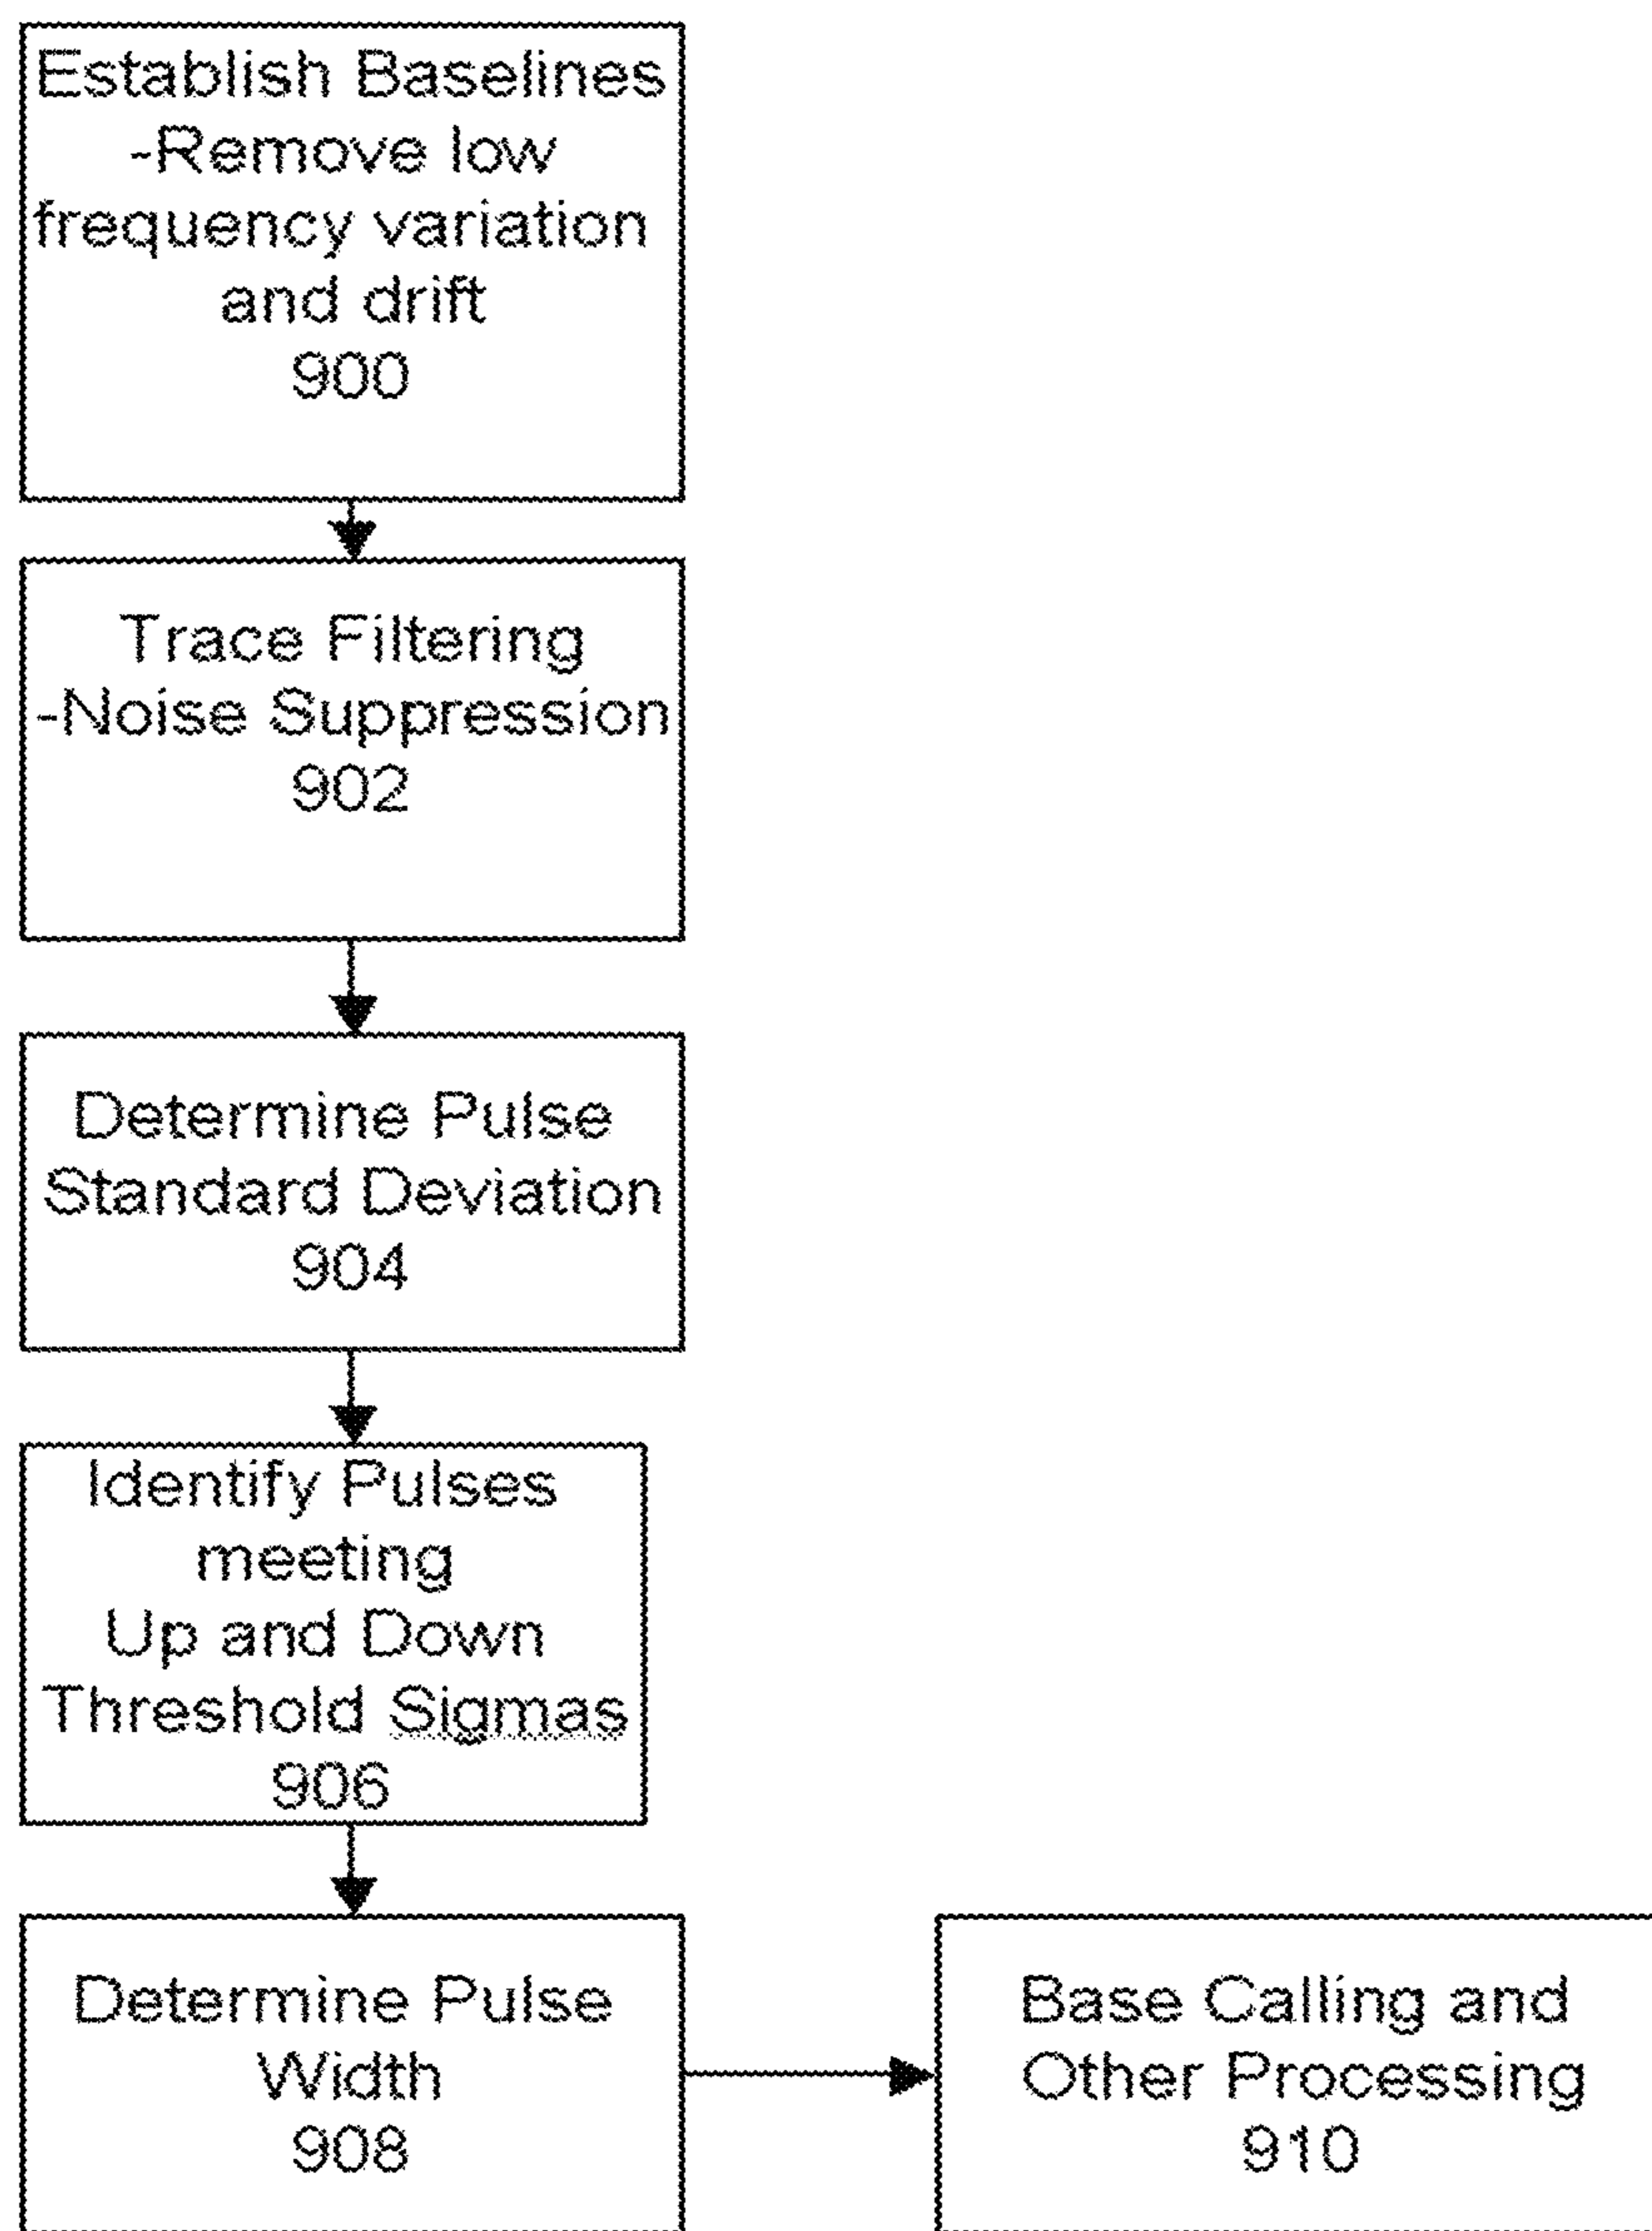 Establish Baselines
-Remove low
frequency variation
and drift
900
Trace Filtering
-Noise Suppression
902
Determine Pulse
Standard Deviation
904
Identify Pulses
meeting
Up and Down
Threshold Sigmas
906
Determine Pulse
Width
908
Base Calling and
Other Processing
910